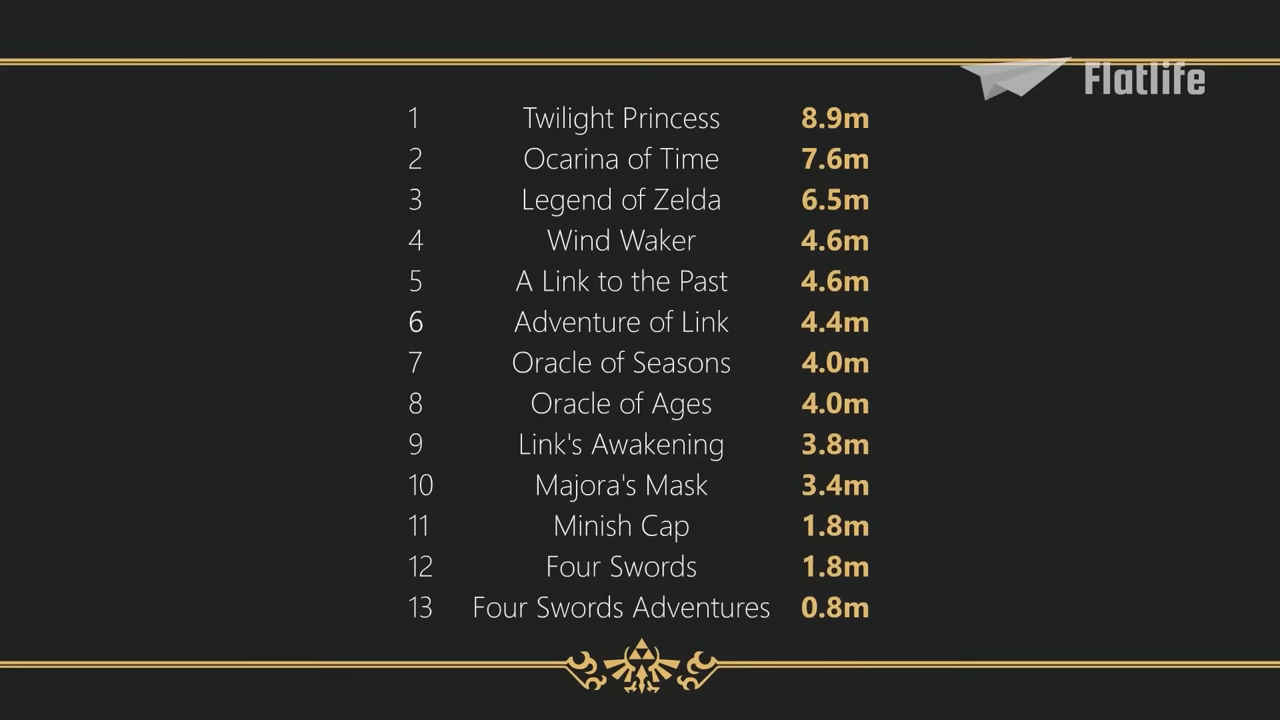 Flatlife
1 Twilight Princess 8.9m
2 Ocarina of Time 7.6m
3 Legend of Zelda 6.5m
4 Wind Waker 4.6m
5 A Link to the Past 4.6m
6 Adventure of Link 4.4m
7 Oracle of Seasons 4.0m
8 Oracle of Ages 4.0m
9 Link's Awakening 3.8m
10 Majora's Mask 3.4m
11 Minish Cap 1.8m
12 Four Swords 1.8m
13 Four Swords Adventures 0.8m